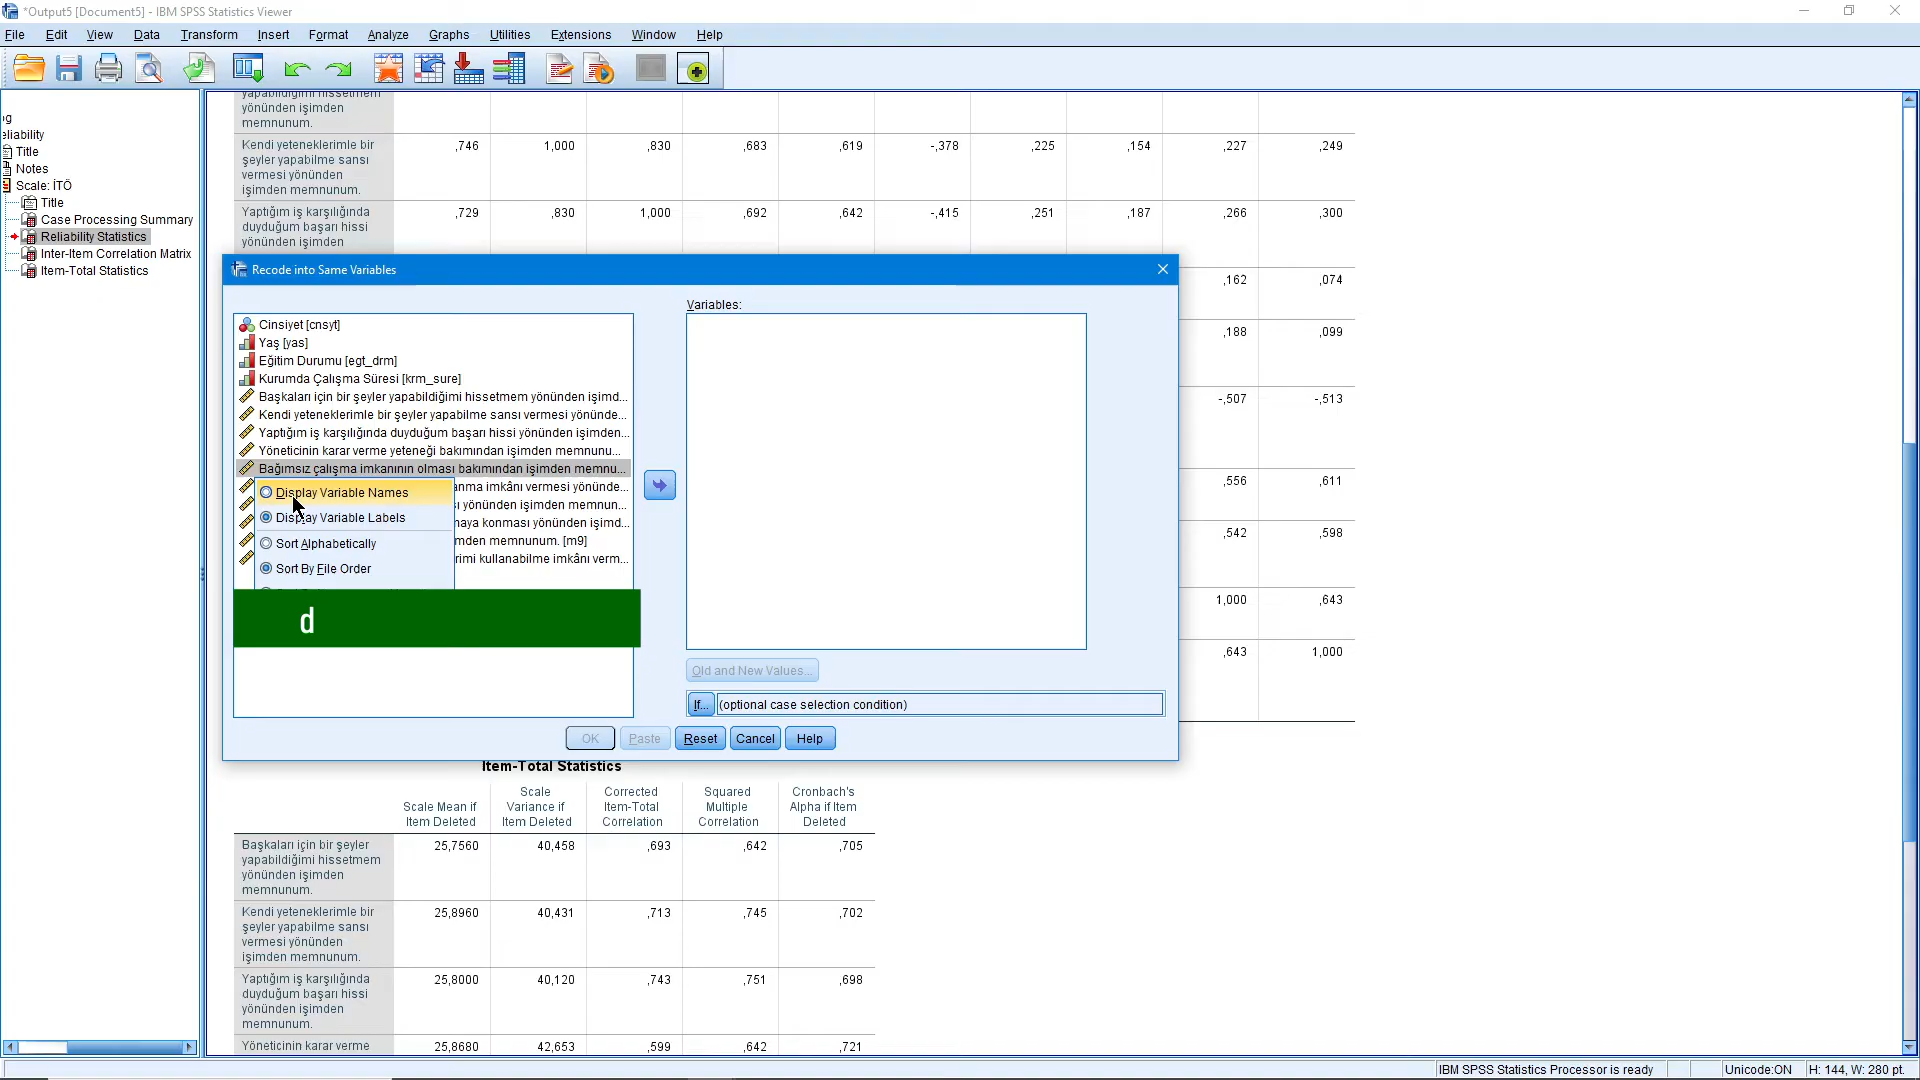 *Output5 [Document5] - IBM SPSS Statistics Viewer
File Edit View Data Transform Insert Format Analyze Graphs Utilities Extensions Window Help
Title
Notes
Scale: İTÖ
Title
Case Processing Summary
Reliability Statistics
Inter-Item Correlation Matrix
Item-Total Statistics
yönünden işimden
memnunum.
Kendi yeteneklerimle bir
şeyler yapabilme sansı
vermesi yönünden
işimden memnunum.
,746 1,000 ,830 ,683 ,619 -,378 ,225 ,154 ,227 ,249
Yaptığım iş karşılığında
duyduğum başarı hissi
yönünden işimden
,729 ,830 1,000 ,692 ,642 -,415 ,251 ,187 ,266 ,300
,162 ,074
,188 ,099
-,507 -,513
,556 ,611
,542 ,598
1,000 ,643
,643 1,000
Recode into Same Variables
Variables:
Cinsiyet [cnsyt]
Yaş [yas]
Eğitim Durumu [egt_drm]
Kurumda Çalışma Süresi [krm_sure]
Başkaları için bir şeyler yapabildiğimi hissetmem yönünden işimd...
Kendi yeteneklerimle bir şeyler yapabilme sansı vermesi yönünde...
Yaptığım iş karşılığında duyduğum başarı hissi yönünden işimden...
Yöneticinin karar verme yeteneği bakımından işimden memnunu...
Bağımsız çalışma imkanının olması bakımından işimden memnu...
anma imkânı vermesi yönünde...
yönünden işimden memnun...
maya konması yönünden işimd...
mden memnunum. [m9]
rimi kullanabilme imkânı verm...
Display Variable Names
Display Variable Labels
Sort Alphabetically
Sort By File Order
d
Old and New Values...
If... (optional case selection condition)
OK Paste Reset Cancel Help
Item-Total Statistics
Scale Mean if
Item Deleted
Scale
Variance if
Item Deleted
Corrected
Item-Total
Correlation
Squared
Multiple
Correlation
Cronbach's
Alpha if Item
Deleted
Başkaları için bir şeyler
yapabildiğimi hissetmem
yönünden işimden
memnunum.
25,7560 40,458 ,693 ,642 ,705
Kendi yeteneklerimle bir
şeyler yapabilme sansı
vermesi yönünden
işimden memnunum.
25,8960 40,431 ,713 ,745 ,702
Yaptığım iş karşılığında
duyduğum başarı hissi
yönünden işimden
memnunum.
25,8000 40,120 ,743 ,751 ,698
Yöneticinin karar verme
25,8680 42,653 ,599 ,642 ,721
IBM SPSS Statistics Processor is ready Unicode:ON H: 144, W: 280 pt.